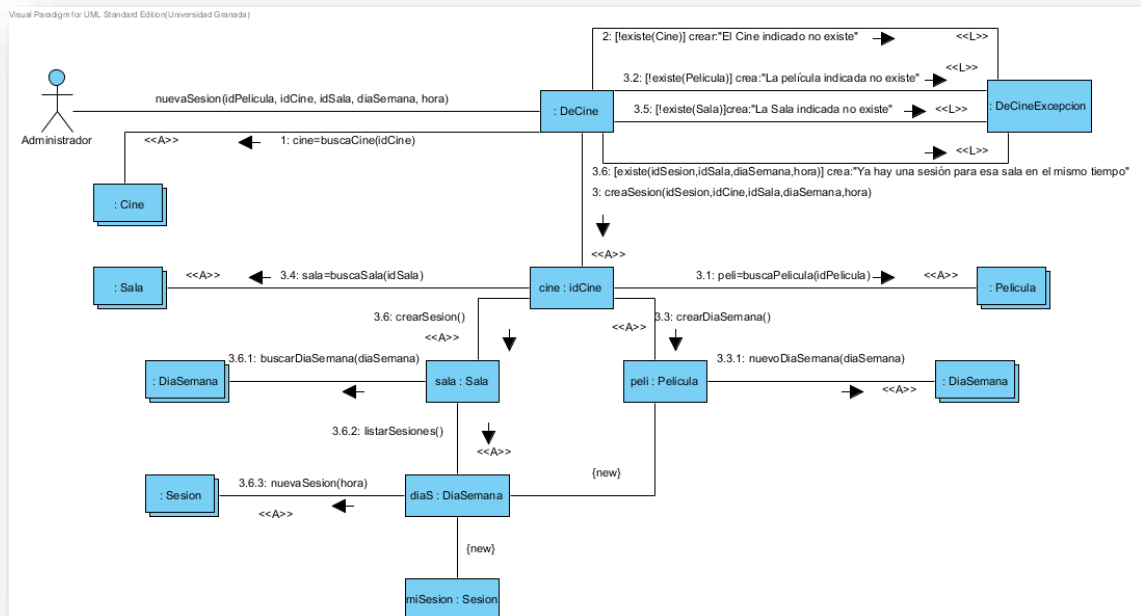 Visual Paradigm for UML Standard Edition(Universidad Granada)
2: [!existe(Cine)] crear:"El Cine indicado no existe"
<<L>>
3.2: [!existe(Pelicula)] crea:"La película indicada no existe"
<<L>>
nuevaSesion(idPelicula, idCine, idSala, diaSemana, hora)
: DeCine
3.5: [!existe(Sala)]crea:"La Sala indicada no existe"
<<L>>
: DeCineExcepcion
Administrador
<<A>>
1: cine=buscaCine(idCine)
<<L>>
3.6: [existe(idSesion,idSala,diaSemana,hora)] crea:"Ya hay una sesión para esa sala en el mismo tiempo"
3: creaSesion(idSesion,idCine,idSala,diaSemana,hora)
: Cine
<<A>>
: Sala
<<A>>
3.4: sala=buscaSala(idSala)
cine : idCine
3.1: peli=buscaPelicula(idPelicula)
<<A>>
: Pelicula
3.6: crearSesion()
<<A>>
<<A>>
3.3: crearDiaSemana()
3.6.1: buscarDiaSemana(diaSemana)
3.3.1: nuevoDiaSemana(diaSemana)
: DiaSemana
sala : Sala
peli : Pelicula
<<A>>
: DiaSemana
3.6.2: listarSesiones()
<<A>>
{new}
3.6.3: nuevaSesion(hora)
: Sesion
<<A>>
diaS : DiaSemana
{new}
miSesion : Sesion